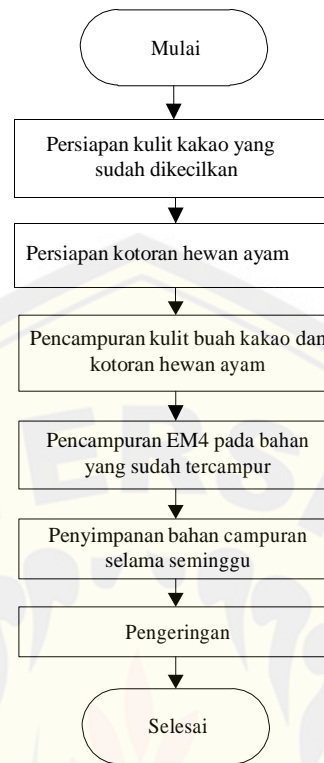 Mulai
Persiapan kulit kakao yang
sudah dikecilkan
Persiapan kotoran hewan ayam
Pencampuran kulit buah kakao dan
kotoran hewan ayam
Pencampuran EM4 pada bahan
yang sudah tercampur
Penyimpanan bahan campuran
selama seminggu
Pengeringan
Selesai